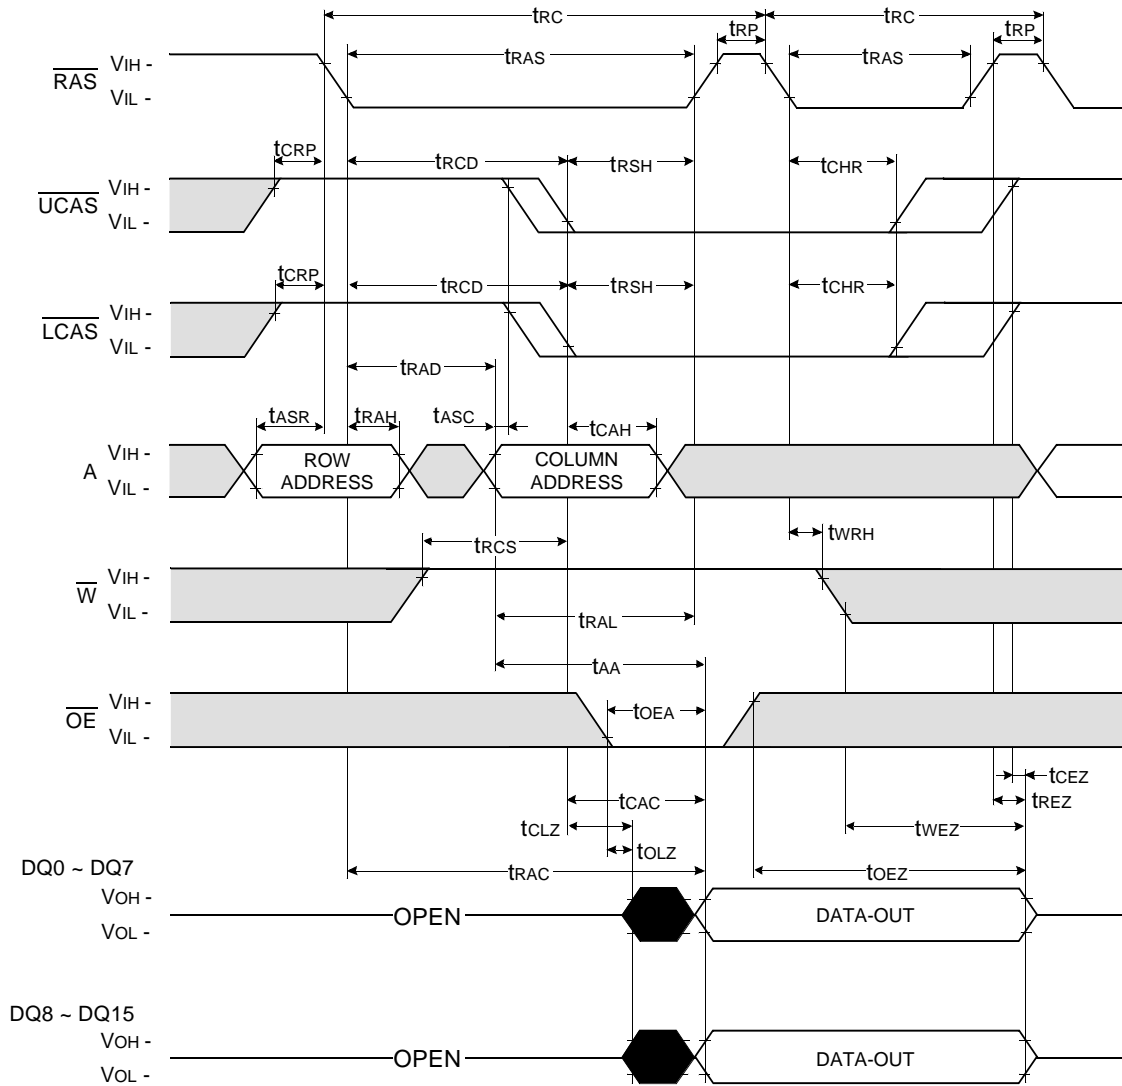 tRC tRC
tRP tRP
tRAS tRAS
RAS VIH -
VIL -
tCRP tRCD tRSH tCHR
UCAS VIH -
VIL -
tCRP tRCD tRSH tCHR
LCAS VIH -
VIL -
tRAD
tASR tRAH tASC tCAH
A VIH -
VIL -
ROW ADDRESS
COLUMN ADDRESS
tWRH
tRCS
W VIH -
VIL -
tRAL
tAA
OE VIH -
VIL -
tOEA
tCEZ
tCAC tREZ
tCLZ tWEZ
tOLZ
DQ0 ~ DQ7 tRAC tOEZ
VOH -
VOL -
OPEN DATA-OUT
DQ8 ~ DQ15
VOH -
VOL -
OPEN DATA-OUT